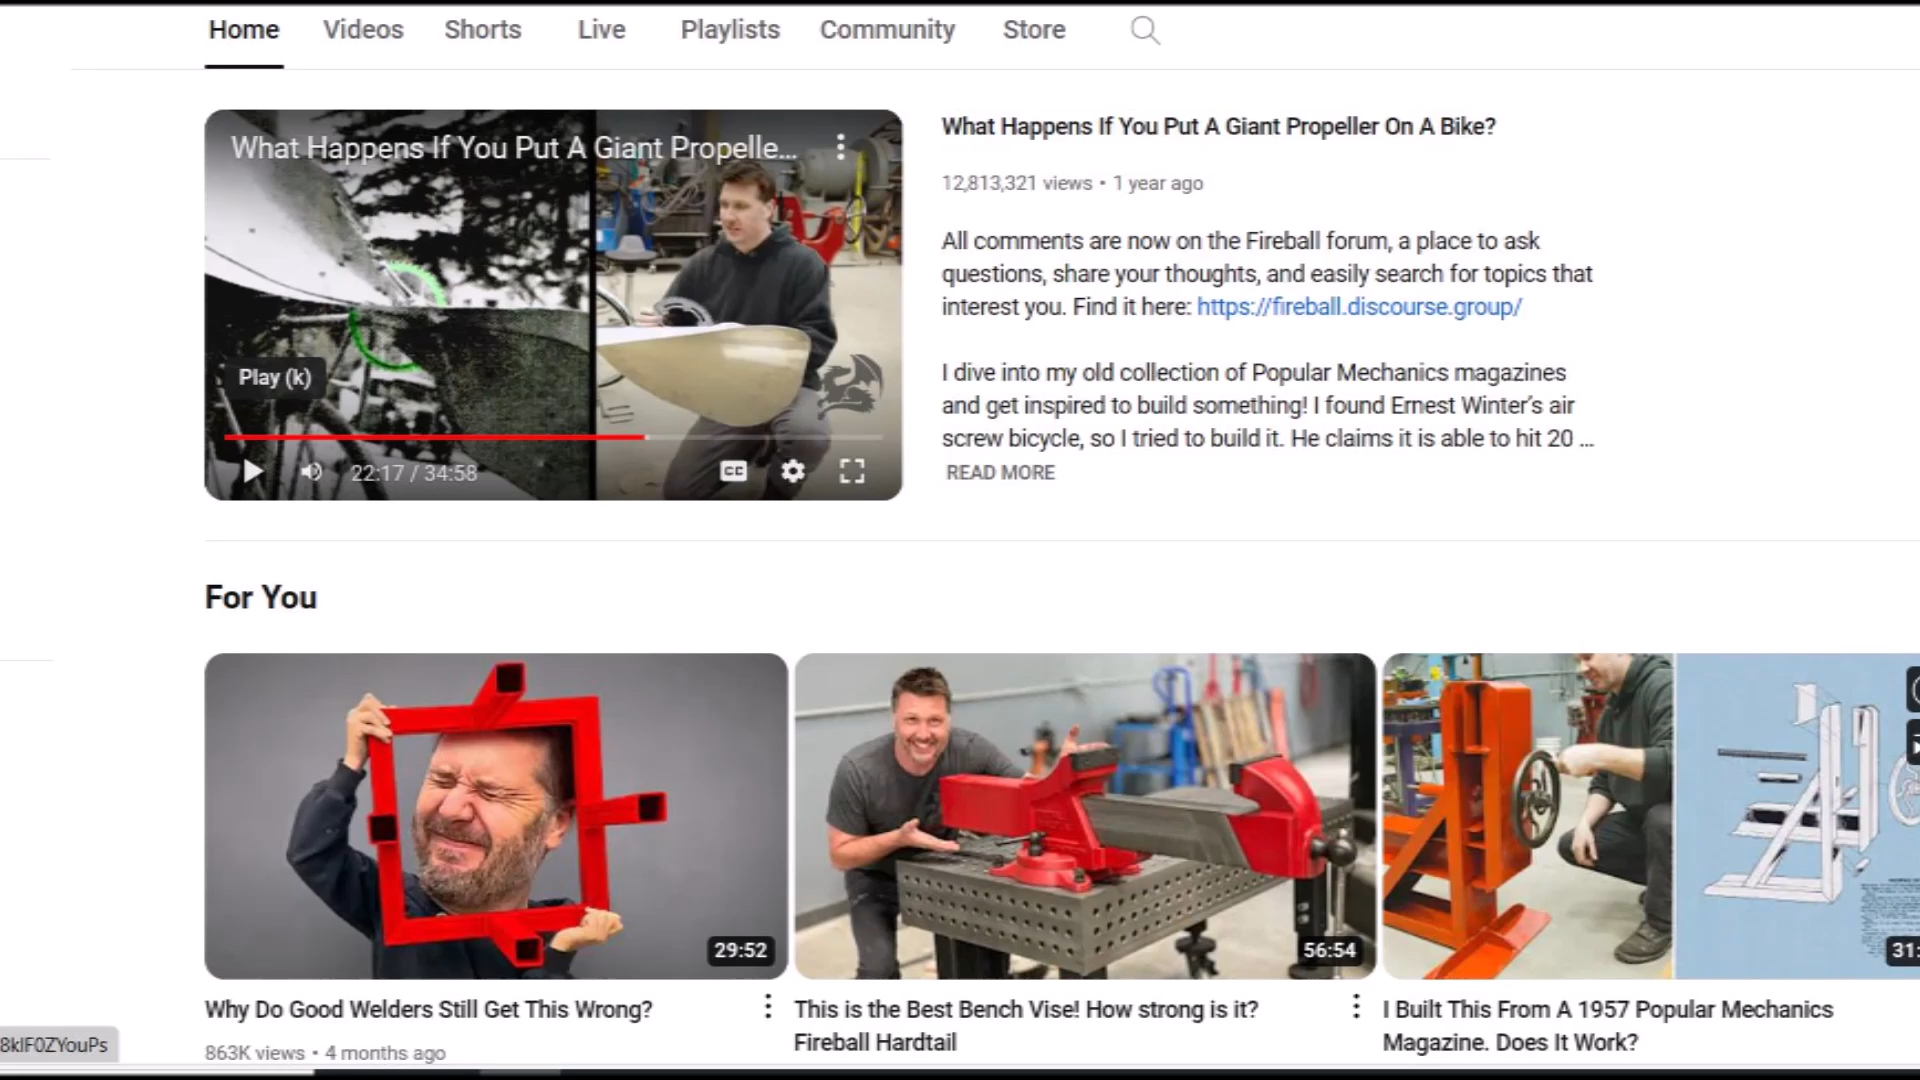 Home Videos Shorts Live Playlists Community Store
What Happens If You Put A Giant Propelle...
Play (k)
22:17 / 34:58
CC
What Happens If You Put A Giant Propeller On A Bike?
12,813,321 views • 1 year ago
All comments are now on the Fireball forum, a place to ask
questions, share your thoughts, and easily search for topics that
interest you. Find it here: https://fireball.discourse.group/
I dive into my old collection of Popular Mechanics magazines
and get inspired to build something! I found Ernest Winter's air
screw bicycle, so I tried to build it. He claims it is able to hit 20 ...
READ MORE
For You
29:52
56:54
31:
Why Do Good Welders Still Get This Wrong?
863K views • 4 months ago
This is the Best Bench Vise! How strong is it?
Fireball Hardtail
I Built This From A 1957 Popular Mechanics
Magazine. Does It Work?